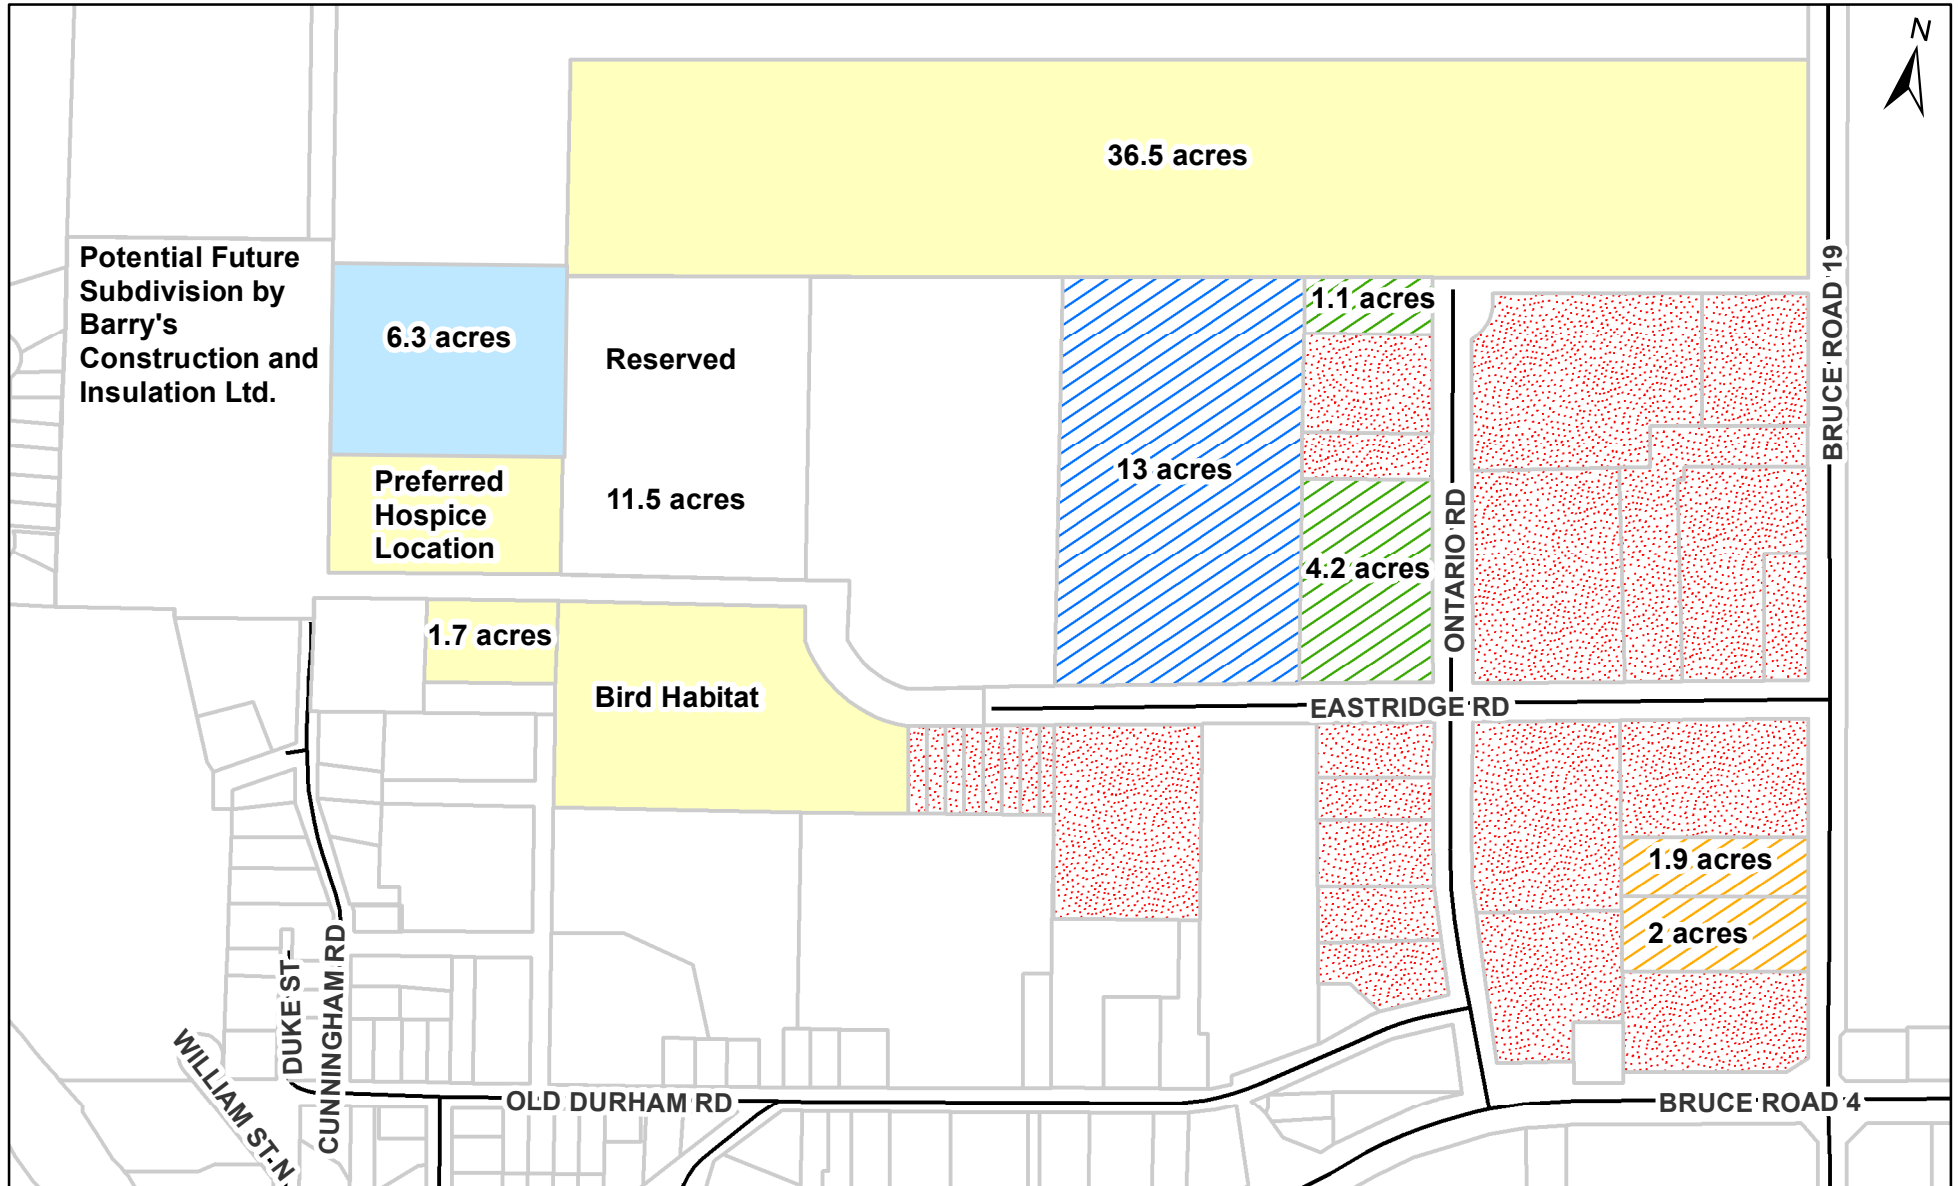 N
36.5 acres
Potential Future
Subdivision by
Barry's
Construction and
Insulation Ltd.
6.3 acres
Reserved
11.5 acres
1.1 acres
13 acres
4.2 acres
BRUCE ROAD 19
ONTARIO RD
Preferred
Hospice
Location
1.7 acres
Bird Habitat
EASTRIDGE RD
1.9 acres
2 acres
DUKE ST
CUNNINGHAM RD
WILLIAM ST N
OLD DURHAM RD
BRUCE ROAD 4